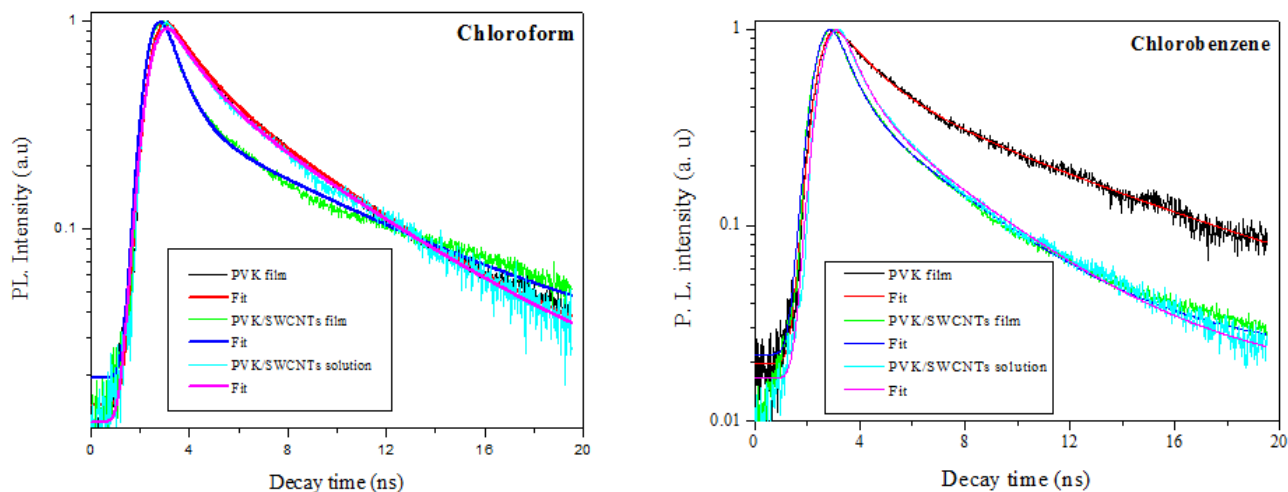 Chloroform
PL. Intensity (a.u)
1
0.1
PVK film
Fit
PVK/SWCNTs film
Fit
PVK/SWCNTs solution
Fit
0 4 8 12 16 20
Decay time (ns)
Chlorobenzene
P. L. intensity (a. u)
1
0.1
0.01
PVK film
Fit
PVK/SWCNTs film
Fit
PVK/SWCNTs solution
Fit
0 4 8 12 16 20
Decay time (ns)